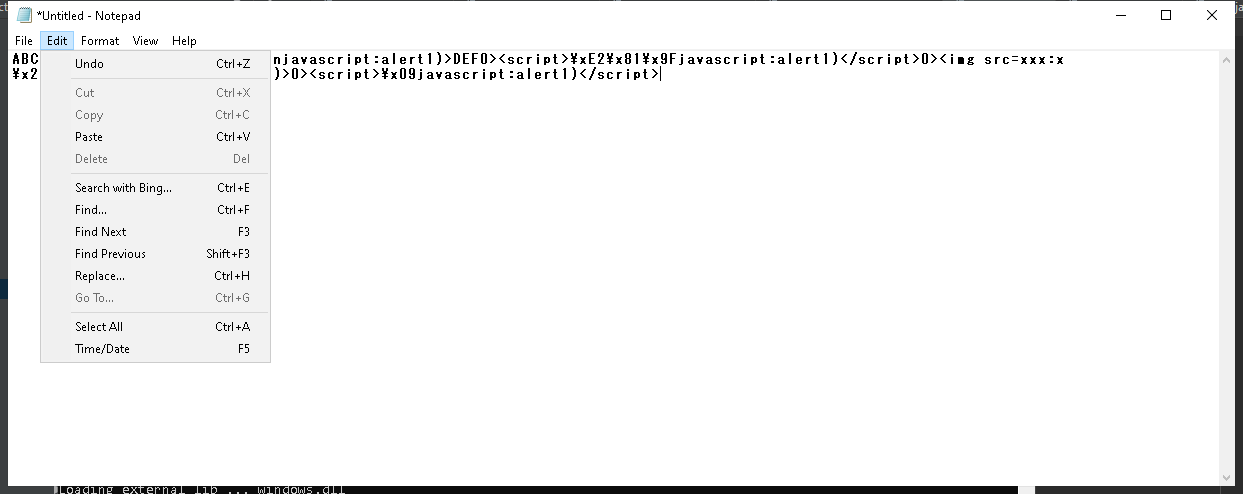 *Untitled - Notepad
File Edit Format View Help
ABC njavascript:alert1)>DEF0><script>¥xE2¥x81¥x9Fjavascript:alert1)</script>0><img src=xxx:x
¥x2 )>0><script>¥x09javascript:alert1)</script>
Undo Ctrl+Z
Cut Ctrl+X
Copy Ctrl+C
Paste Ctrl+V
Delete Del
Search with Bing... Ctrl+E
Find... Ctrl+F
Find Next F3
Find Previous Shift+F3
Replace... Ctrl+H
Go To... Ctrl+G
Select All Ctrl+A
Time/Date F5
Loading external lib ... windows.dll